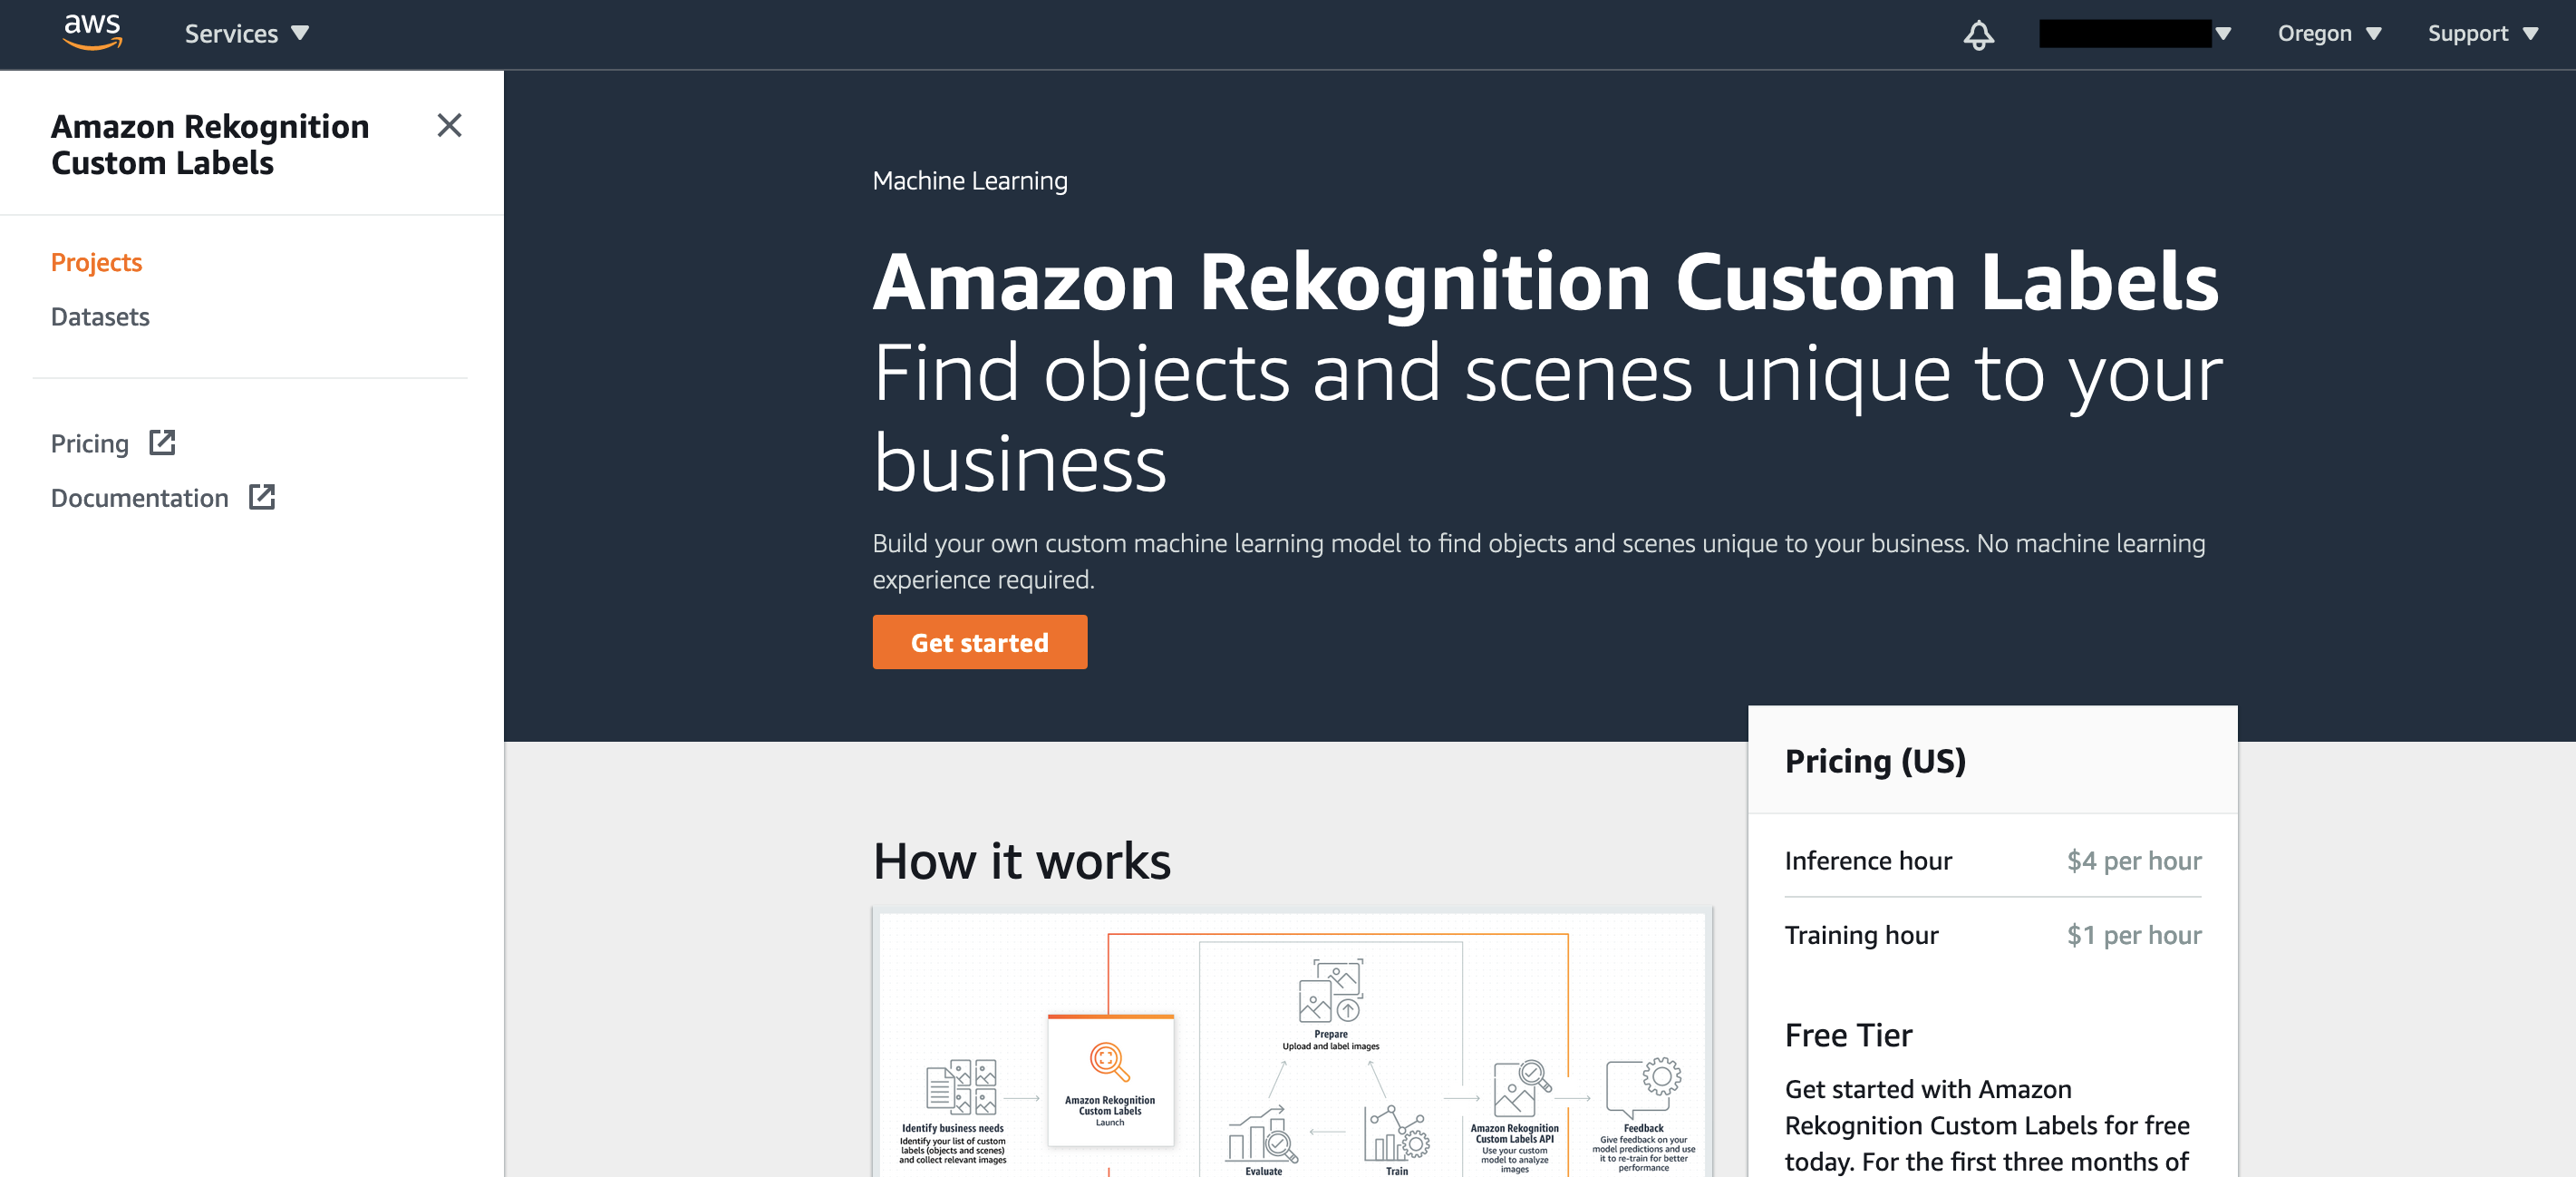 aws
Services
Oregon
Support
Amazon Rekognition
Custom Labels
Projects
Datasets
Pricing
Documentation
Machine Learning
Amazon Rekognition Custom Labels
Find objects and scenes unique to your
business
Build your own custom machine learning model to find objects and scenes unique to your business. No machine learning
experience required.
Get started
How it works
Identify business needs
Identify your list of custom
labels (objects and scenes)
and collect relevant images
Amazon Rekognition
Custom Labels
Launch
Prepare
Upload and label images
Evaluate
Train
Amazon Rekognition
Custom Labels API
Use your custom
model to analyze
images
Feedback
Give feedback on your
model predictions and use
it to re-train for better
performance
Pricing (US)
Inference hour $4 per hour
Training hour $1 per hour
Free Tier
Get started with Amazon
Rekognition Custom Labels for free
today. For the first three months of